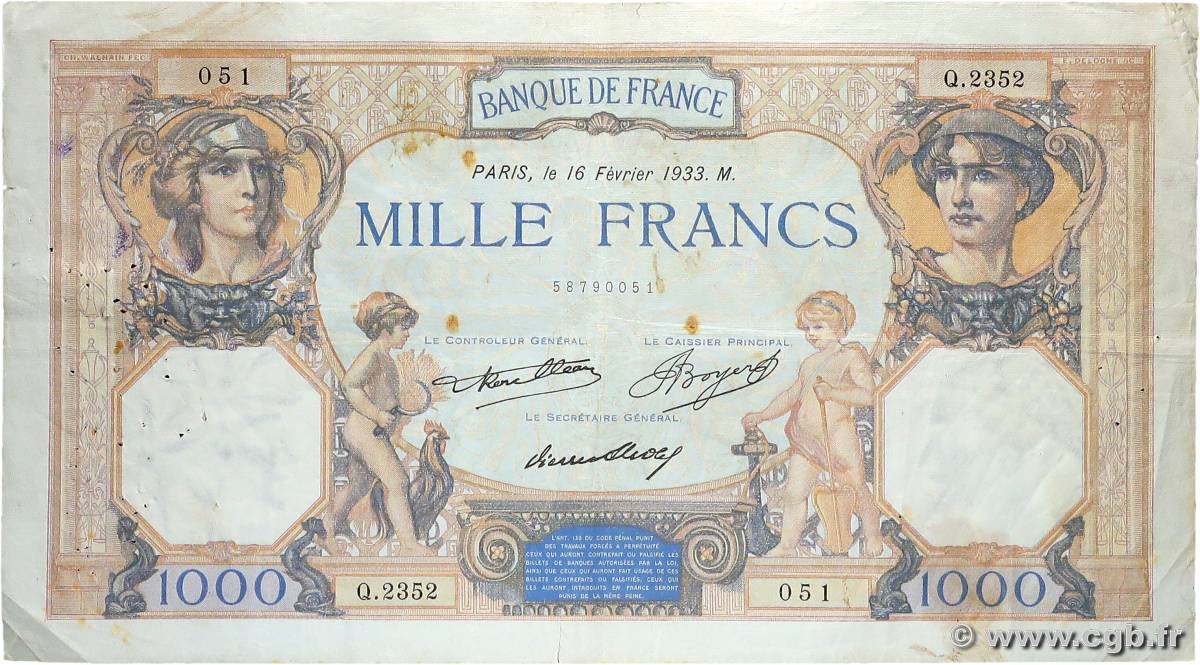 CH. WALHAIN FEC.
E. DELOCHE SC.
051
Q.2352
BANQUE DE FRANCE
PARIS, le 16 Février 1933. M.
MILLE FRANCS
58790051
LE CONTROLEUR GÉNÉRAL.
LE CAISSIER PRINCIPAL,
Boyer
LE SECRÉTAIRE GÉNÉRAL
L'ART. 139 DU CODE PÉNAL PUNIT
DES TRAVAUX FORCÉS A PERPÉTUITÉ
CEUX QUI AURONT CONTREFAIT OU FALSIFIÉ LES
BILLETS DE BANQUES AUTORISÉES PAR LA LOI,
AINSI QUE CEUX QUI AURONT FAIT USAGE DE CES
BILLETS CONTREFAITS OU FALSIFIÉS, CEUX QUI
LES AURONT INTRODUITS EN FRANCE SERONT
PUNIS DE LA MÊME PEINE.
1000
Q.2352
051
1000
© www.cgb.fr